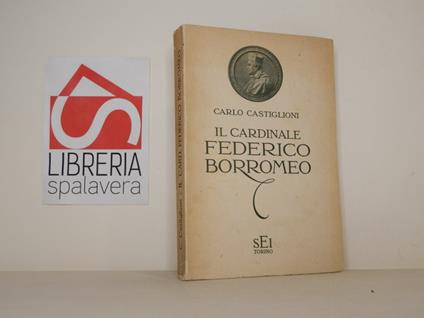 LIBRERIA
spalavera
C. Castiglioni - IL CARD. FEDERICO BORROMEO
CARLO CASTIGLIONI
IL CARDINALE
FEDERICO
BORROMEO
SEI
TORINO